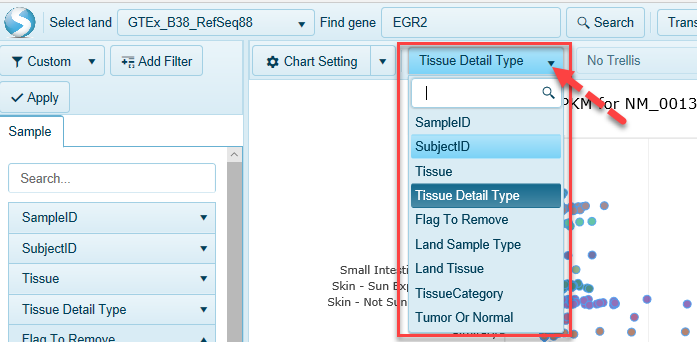 Select land GTEx_B38_RefSeq88 Find gene EGR2 Search Trans
Custom Add Filter Chart Setting Tissue Detail Type No Trellis
Apply
Sample
Search...
SampleID
SubjectID
Tissue
Tissue Detail Type
Flag To Remove
PKM for NM_0013
SampleID
SubjectID
Tissue
Tissue Detail Type
Flag To Remove
Land Sample Type
Land Tissue
TissueCategory
Tumor Or Normal
Small Intesti
Skin - Sun Exp
Skin - Not Sun